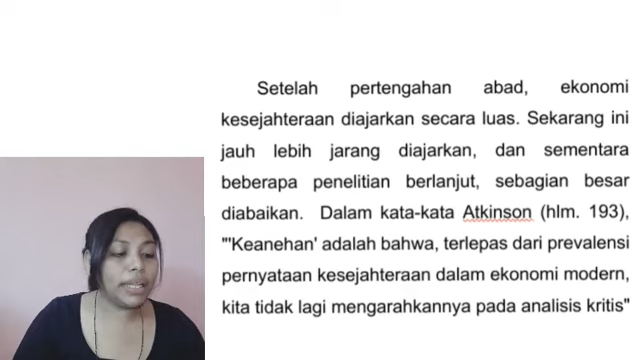 Setelah pertengahan abad, ekonomi
kesejahteraan diajarkan secara luas. Sekarang ini
jauh lebih jarang diajarkan, dan sementara
beberapa penelitian berlanjut, sebagian besar
diabaikan. Dalam kata-kata Atkinson (hlm. 193),
"'Keanehan' adalah bahwa, terlepas dari prevalensi
pernyataan kesejahteraan dalam ekonomi modern,
kita tidak lagi mengarahkannya pada analisis kritis"